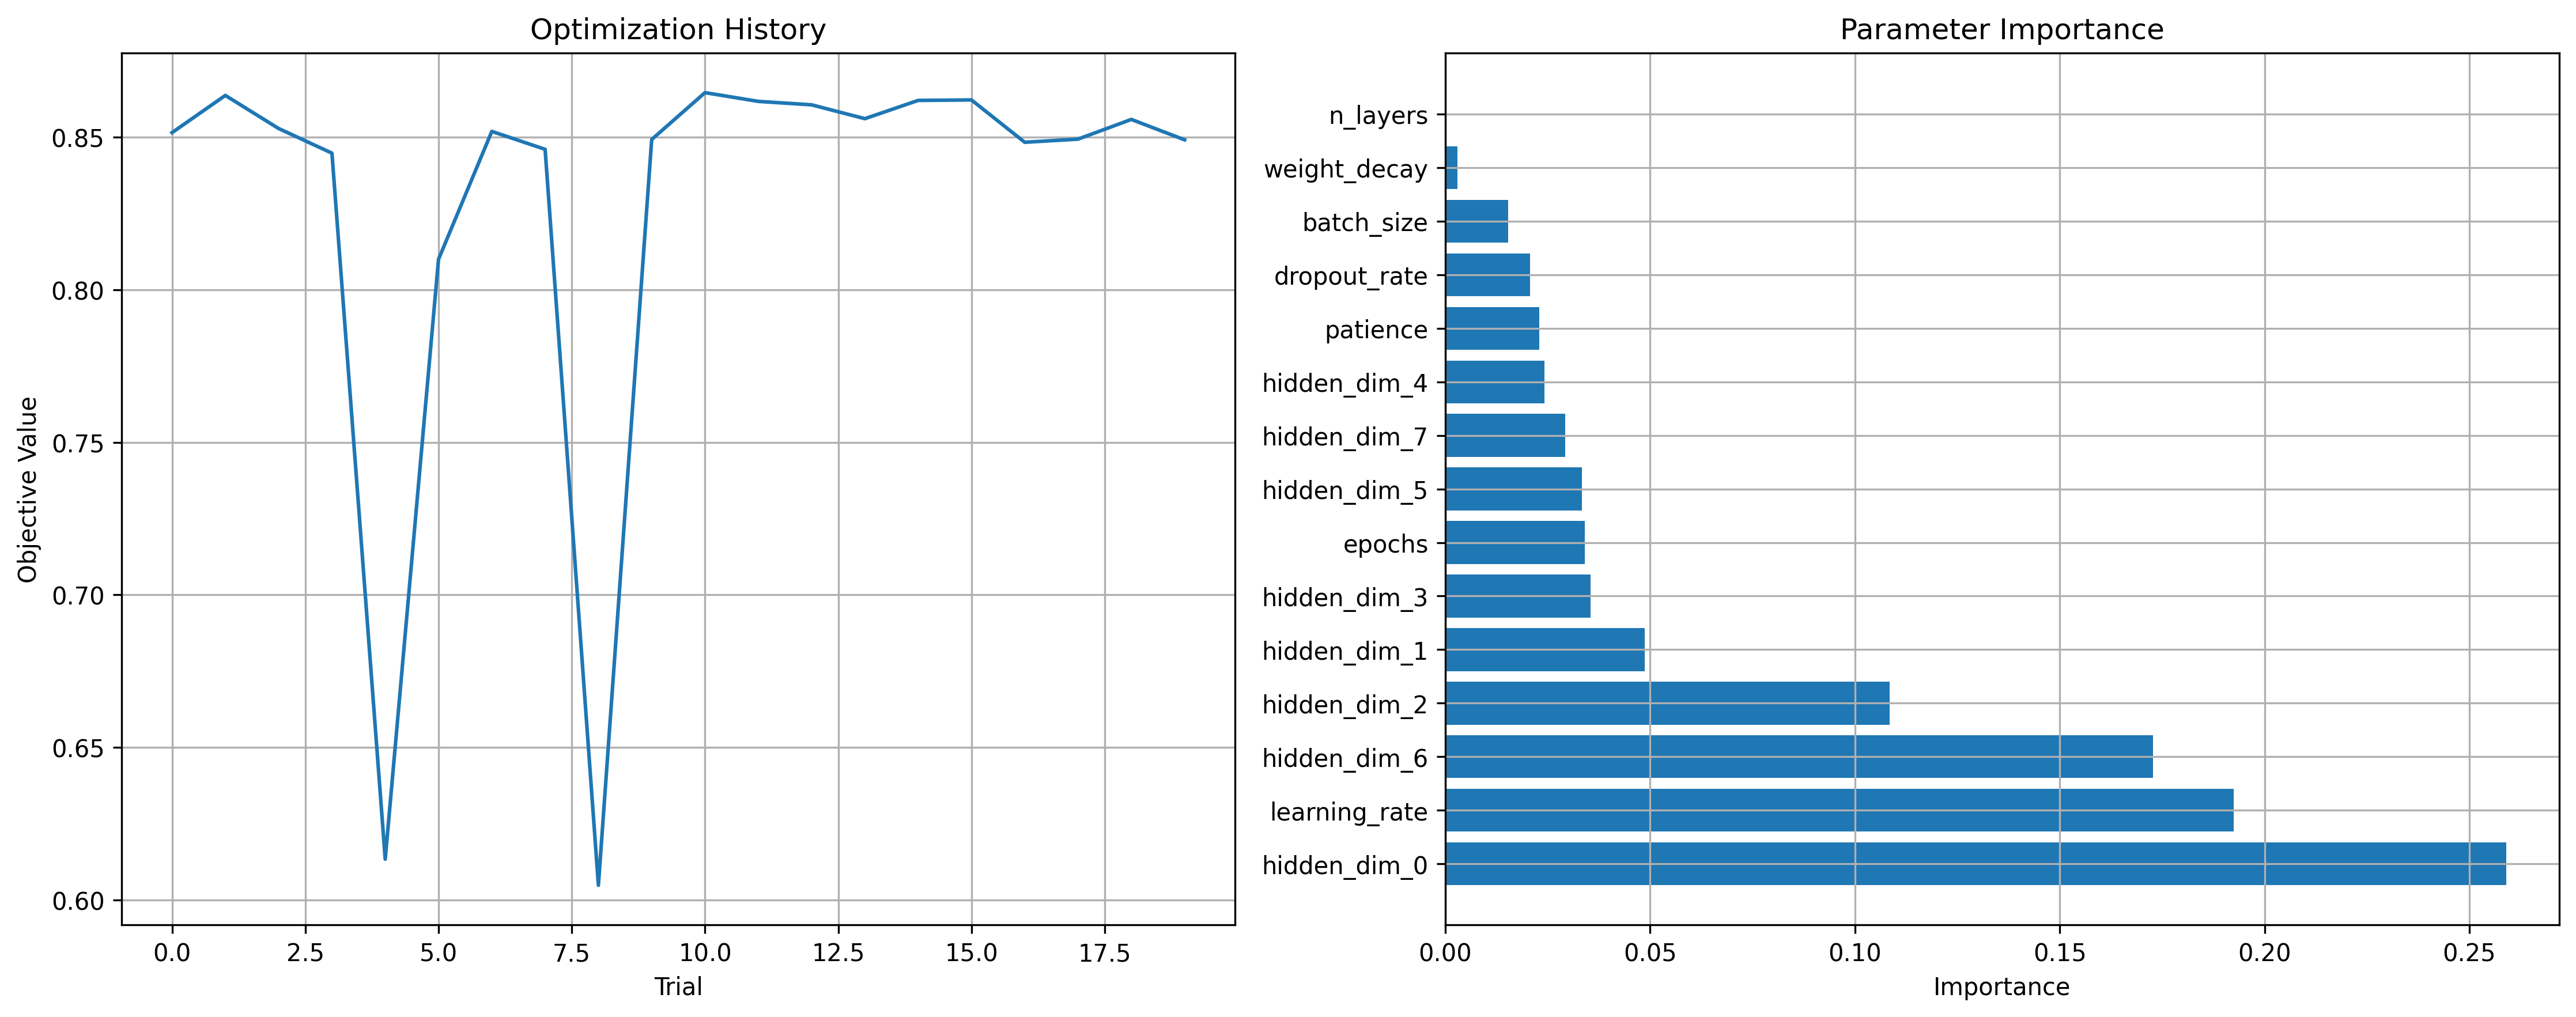 Optimization History
Objective Value
0.85
0.80
0.75
0.70
0.65
0.60
0.0 2.5 5.0 7.5 10.0 12.5 15.0 17.5
Trial
Parameter Importance
n_layers
weight_decay
batch_size
dropout_rate
patience
hidden_dim_4
hidden_dim_7
hidden_dim_5
epochs
hidden_dim_3
hidden_dim_1
hidden_dim_2
hidden_dim_6
learning_rate
hidden_dim_0
0.00 0.05 0.10 0.15 0.20 0.25
Importance